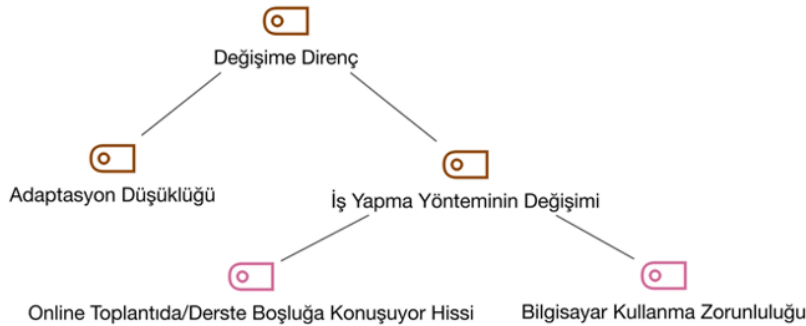 Değişime Direnç
Adaptasyon Düşüklüğü
İş Yapma Yönteminin Değişimi
Online Toplantıda/Derste Boşluğa Konuşuyor Hissi
Bilgisayar Kullanma Zorunluluğu